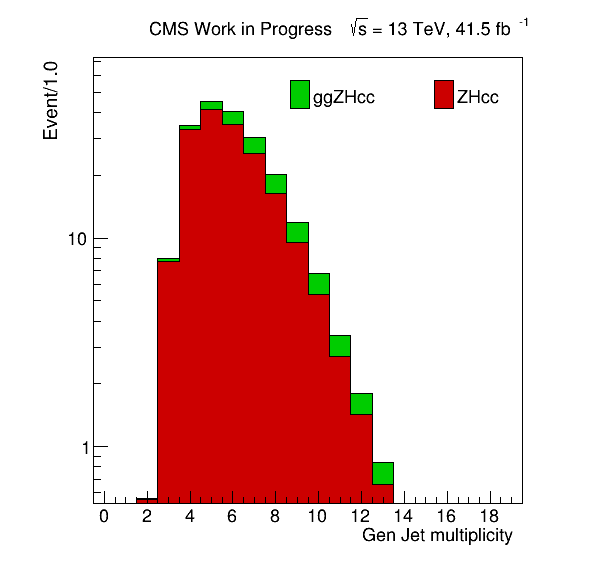 CMS Work in Progress √s = 13 TeV, 41.5 fb⁻¹
Event/1.0
ggZHcc ZHcc
10
1
0 2 4 6 8 10 12 14 16 18
Gen Jet multiplicity